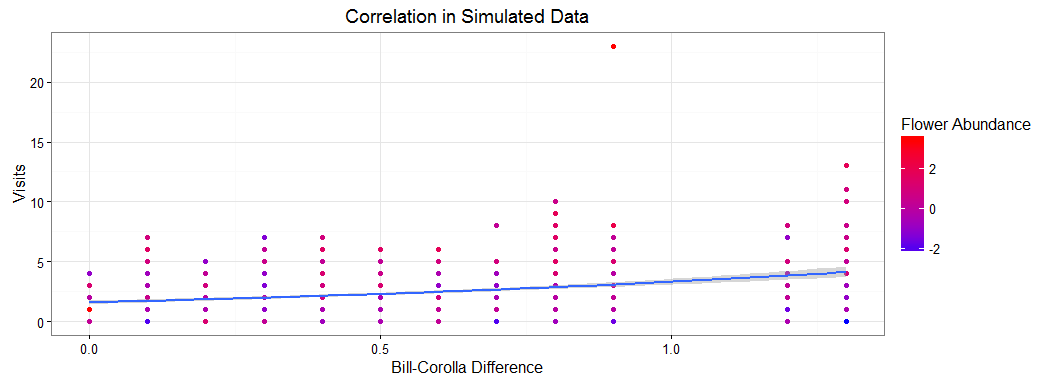 Correlation in Simulated Data
Visits
20
15
10
5
0
0.0 0.5 1.0
Bill-Corolla Difference
Flower Abundance
2
0
-2